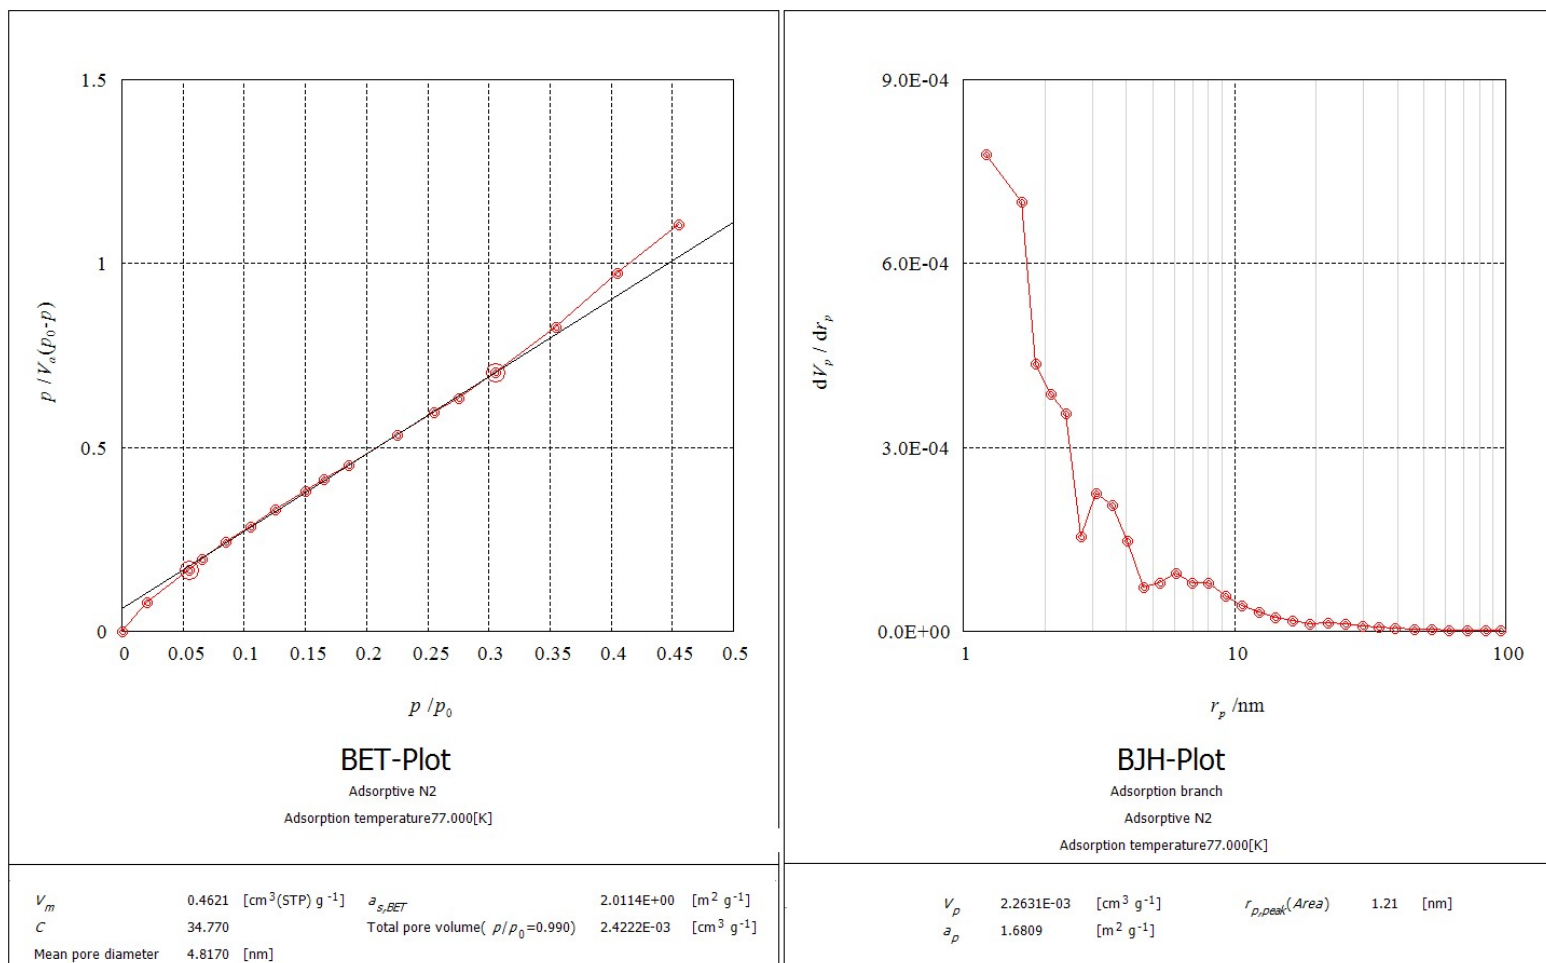 1.5
1
0.5
0
p / Vₐ(p₀-p)
0 0.05 0.1 0.15 0.2 0.25 0.3 0.35 0.4 0.45 0.5
p /p₀
BET-Plot
Adsorptive N2
Adsorption temperature77.000[K]
Vₘ 0.4621 [cm³(STP) g⁻¹] aₛ,BET 2.0114E+00 [m² g⁻¹]
C 34.770 Total pore volume( p/p₀=0.990) 2.4222E-03 [cm³ g⁻¹]
Mean pore diameter 4.8170 [nm]
9.0E-04
6.0E-04
3.0E-04
0.0E+00
dVₚ / drₚ
1 10 100
rₚ /nm
BJH-Plot
Adsorption branch
Adsorptive N2
Adsorption temperature77.000[K]
Vₚ 2.2631E-03 [cm³ g⁻¹] rₚ,peak(Area) 1.21 [nm]
aₚ 1.6809 [m² g⁻¹]